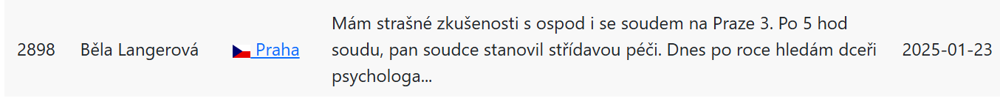 Mám strašné zkušenosti s ospod i se soudem na Praze 3. Po 5 hod
2898 Běla Langerová Praha soudu, pan soudce stanovil střídavou péči. Dnes po roce hledám dceři 2025-01-23
psychologa...